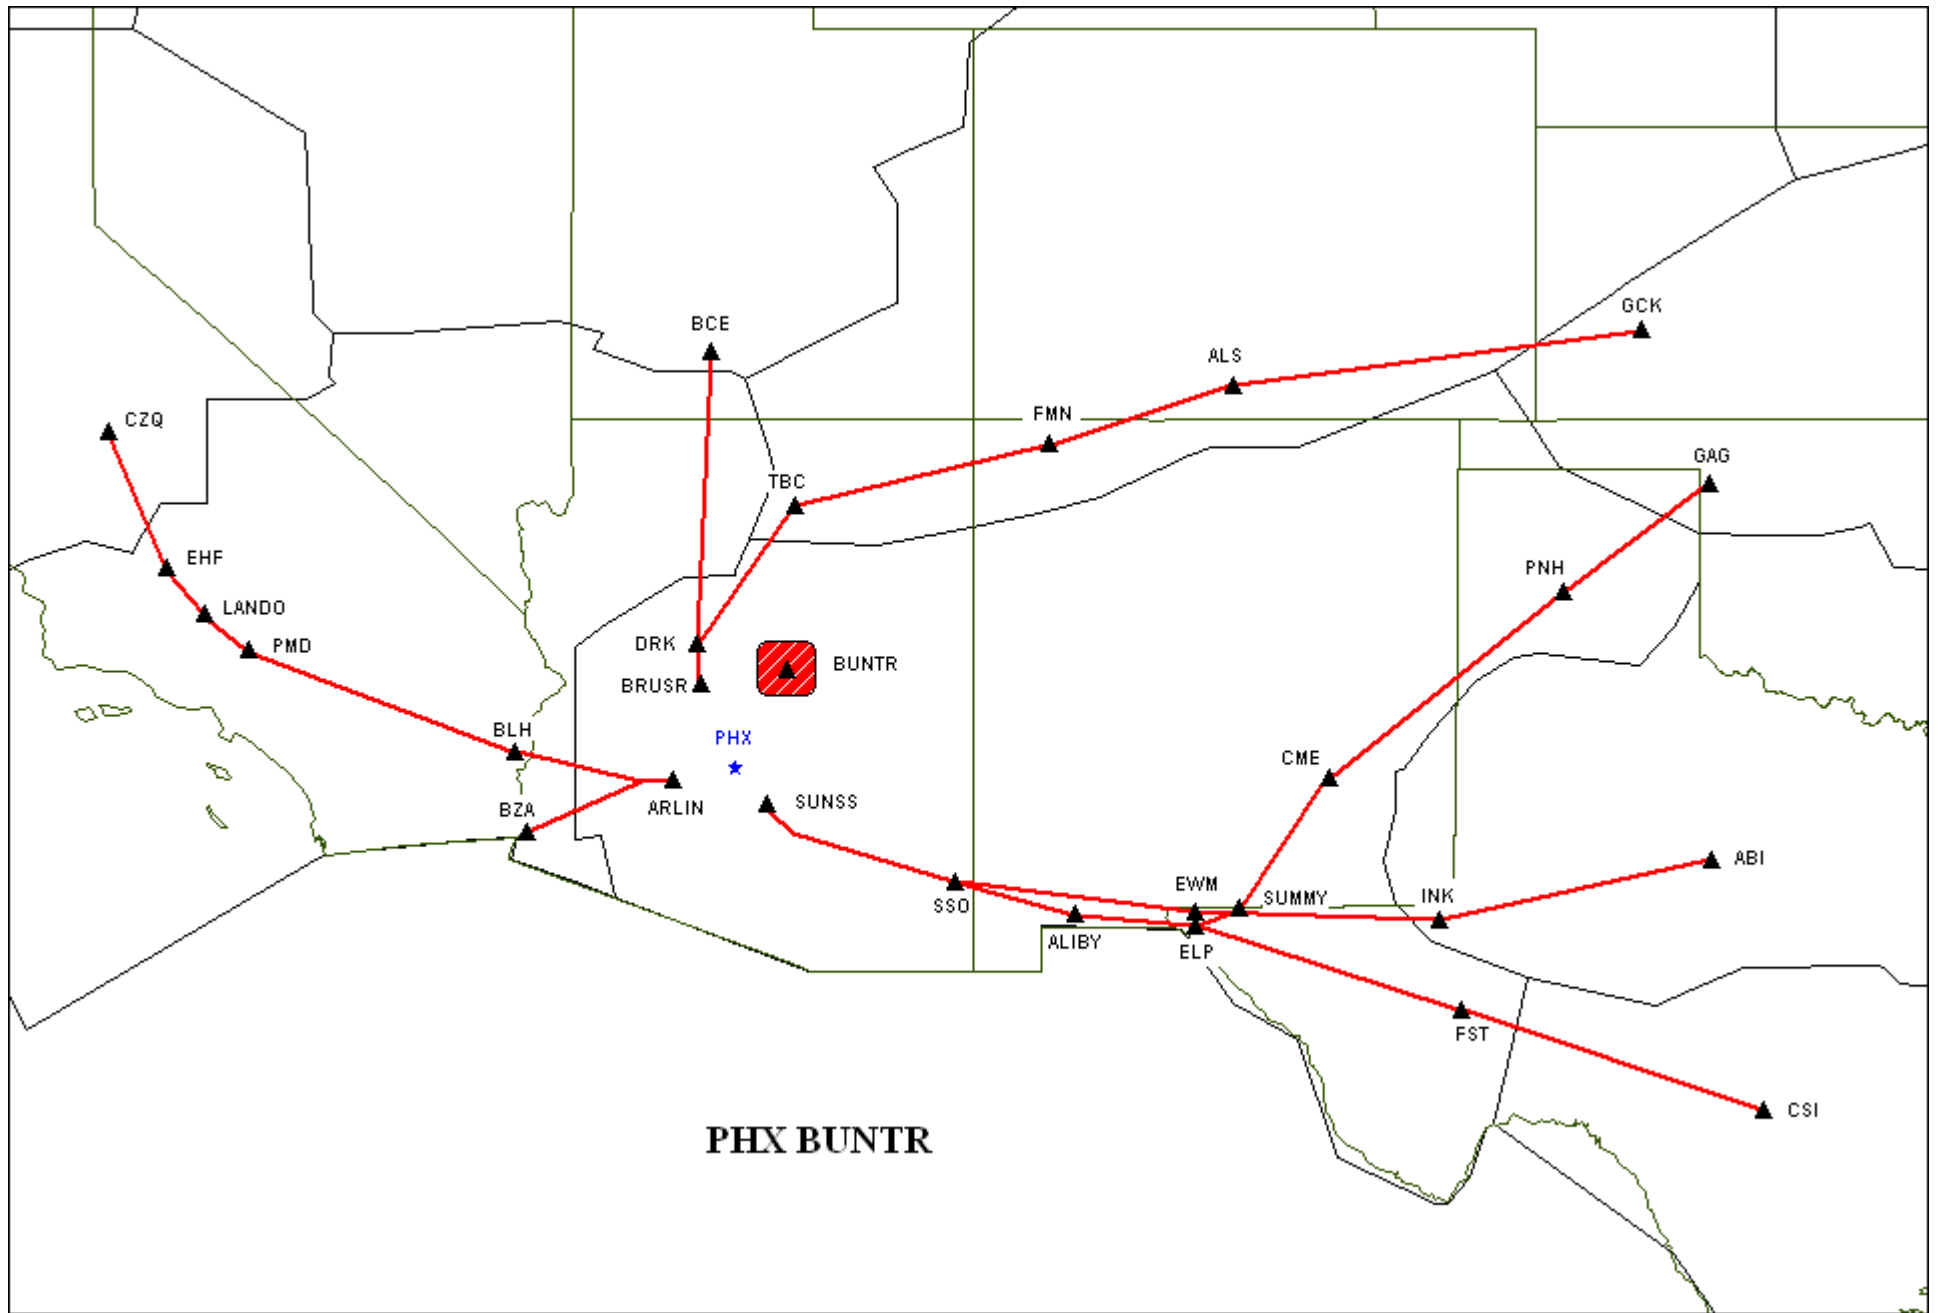 GCK
BCE
ALS
CZQ
FMN
GAG
TBC
EHF
PNH
LANDO
PMD
DRK
BUNTR
BRUSR
BLH
PHX
CME
BZA
ARLIN
SUNSS
ABI
EWM
SUMMY
INK
SSO
ALIBY
ELP
FST
CSI
PHX BUNTR